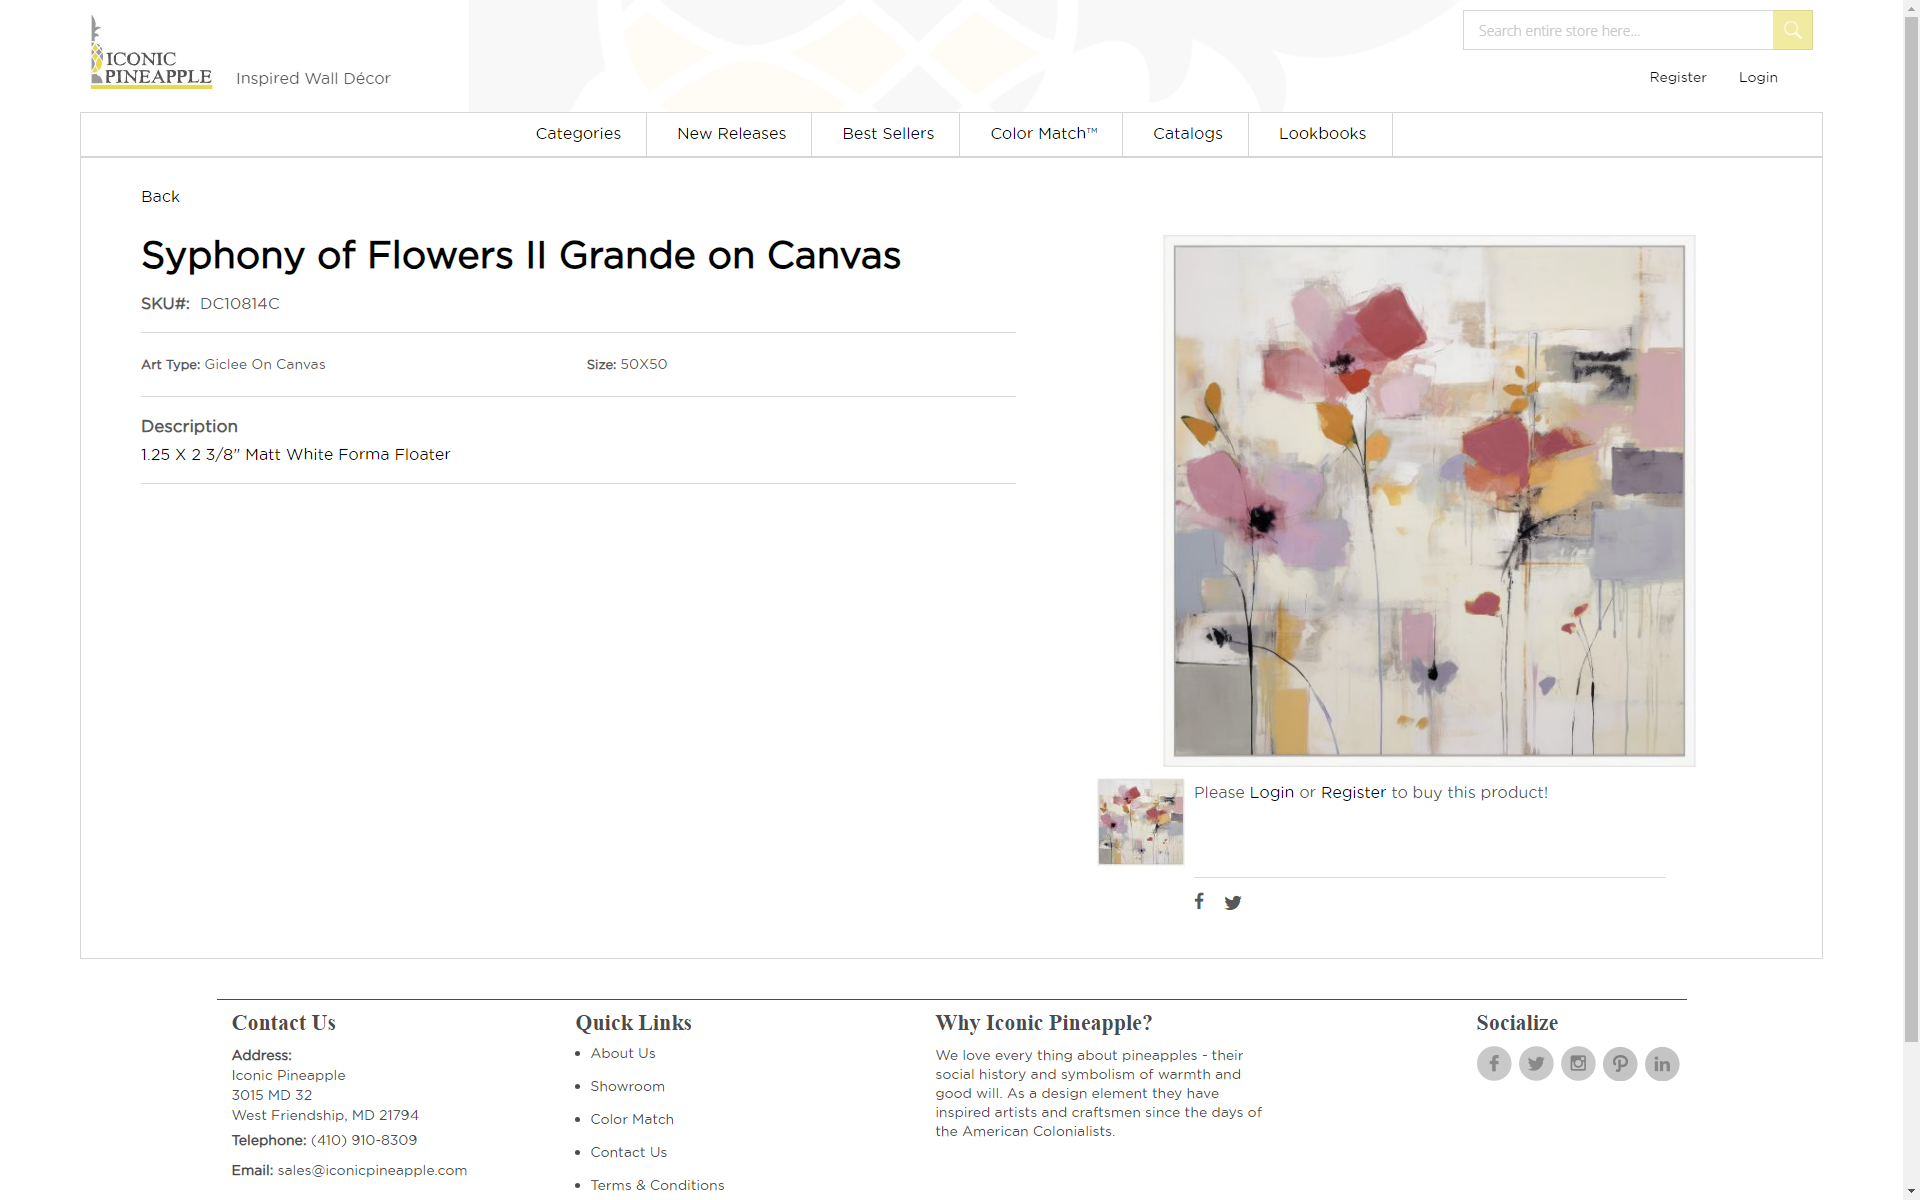 ICONIC
PINEAPPLE
Inspired Wall Décor
Search entire store here...
Register
Login
Categories
New Releases
Best Sellers
Color Match™
Catalogs
Lookbooks
Back
Syphony of Flowers II Grande on Canvas
SKU#: DC10814C
Art Type: Giclee On Canvas
Size: 50X50
Description
1.25 X 2 3/8" Matt White Forma Floater
Please Login or Register to buy this product!
Contact Us
Address:
Iconic Pineapple
3015 MD 32
West Friendship, MD 21794
Telephone: (410) 910-8309
Email: sales@iconicpineapple.com
Quick Links
About Us
Showroom
Color Match
Contact Us
Terms & Conditions
Why Iconic Pineapple?
We love every thing about pineapples - their
social history and symbolism of warmth and
good will. As a design element they have
inspired artists and craftsmen since the days of
the American Colonialists.
Socialize